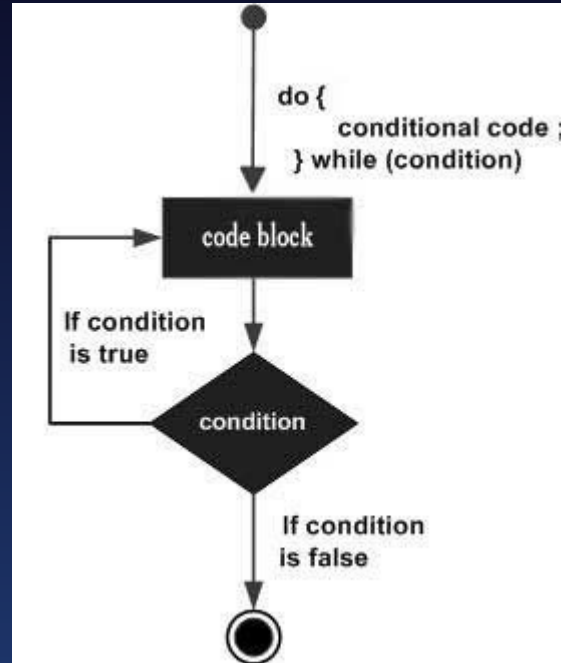 do {
conditional code ;
} while (condition)
code block
If condition
is true
condition
If condition
is false